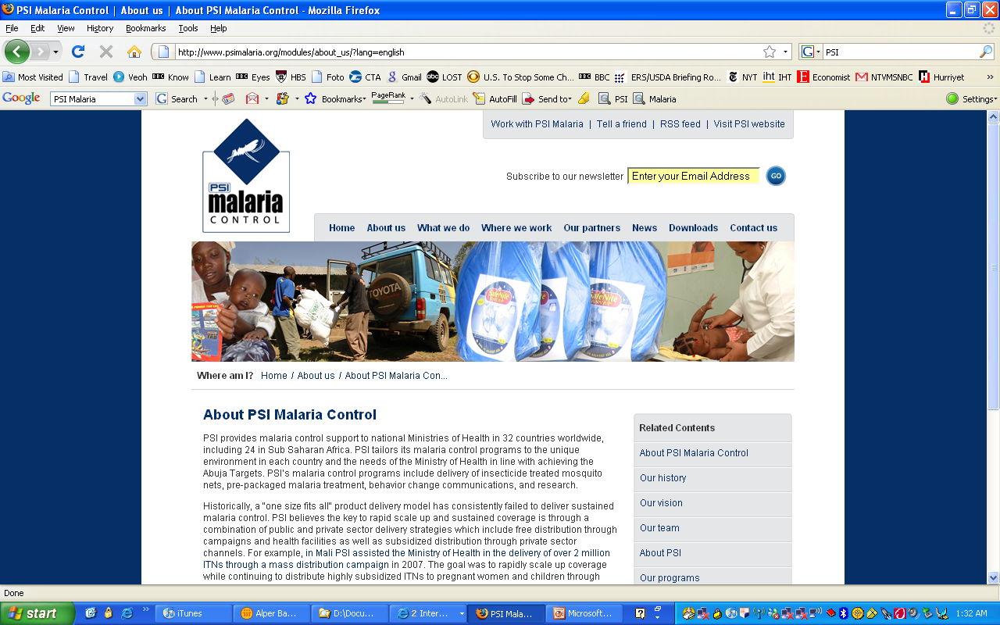 PSI Malaria Control | About us | About PSI Malaria Control - Mozilla Firefox
File Edit View History Bookmarks Tools Help
http://www.psimalaria.org/modules/about_us/?lang=english
PSI
Most Visited Travel Veoh BBC Know Learn BBC Eyes HBS Foto CTA Gmail abc LOST U.S. To Stop Some Ch... BBC BBC ERS/USDA Briefing Ro... NYT iht IHT Economist NTVMSNBC Hurriyet »
Google PSI Malaria G Search Bookmarks PageRank AutoLink AutoFill Send to PSI Malaria Settings
Work with PSI Malaria | Tell a friend | RSS feed | Visit PSI website
Subscribe to our newsletter Enter your Email Address GO
PSI
malaria
CONTROL
Home About us What we do Where we work Our partners News Downloads Contact us
TOYOTA
SafeNite
SafeNite
TAB
Where am I? Home / About us / About PSI Malaria Con...
About PSI Malaria Control
PSI provides malaria control support to national Ministries of Health in 32 countries worldwide,
including 24 in Sub Saharan Africa. PSI tailors its malaria control programs to the unique
environment in each country and the needs of the Ministry of Health in line with achieving the
Abuja Targets. PSI's malaria control programs include delivery of insecticide treated mosquito
nets, pre-packaged malaria treatment, behavior change communications, and research.
Historically, a "one size fits all" product delivery model has consistently failed to deliver sustained
malaria control. PSI believes the key to rapid scale up and sustained coverage is through a
combination of public and private sector delivery strategies which include free distribution through
campaigns and health facilities as well as subsidized distribution through private sector
channels. For example, in Mali PSI assisted the Ministry of Health in the delivery of over 2 million
ITNs through a mass distribution campaign in 2007. The goal was to rapidly scale up coverage
while continuing to distribute highly subsidized ITNs to pregnant women and children through
Related Contents
About PSI Malaria Control
Our history
Our vision
Our team
About PSI
Our programs
Done
start » iTunes Alper Ba... D:\Docu... 2 Inter... PSI Mala... Microsoft... 1:32 AM